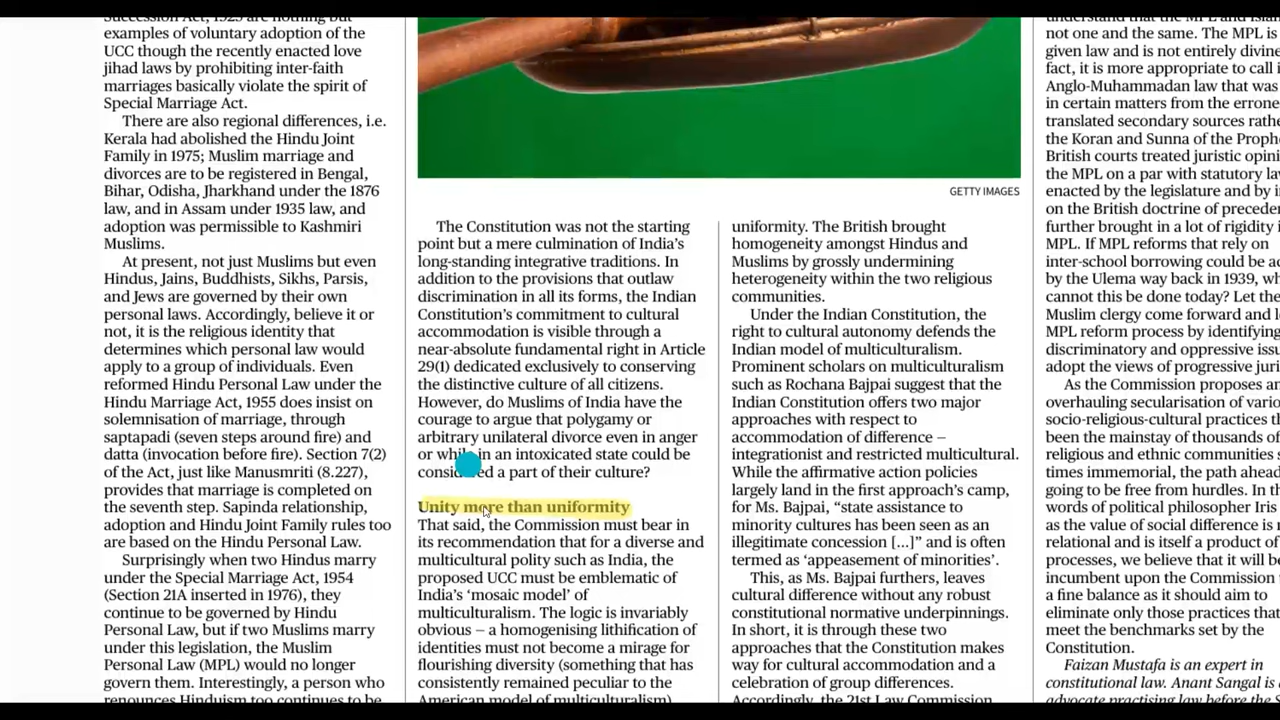 Succession Act, 1925 are nothing but
examples of voluntary adoption of the
UCC though the recently enacted love
jihad laws by prohibiting inter-faith
marriages basically violate the spirit of
Special Marriage Act.
There are also regional differences, i.e.
Kerala had abolished the Hindu Joint
Family in 1975; Muslim marriage and
divorces are to be registered in Bengal,
Bihar, Odisha, Jharkhand under the 1876
law, and in Assam under 1935 law, and
adoption was permissible to Kashmiri
Muslims.
At present, not just Muslims but even
Hindus, Jains, Buddhists, Sikhs, Parsis,
and Jews are governed by their own
personal laws. Accordingly, believe it or
not, it is the religious identity that
determines which personal law would
apply to a group of individuals. Even
reformed Hindu Personal Law under the
Hindu Marriage Act, 1955 does insist on
solemnisation of marriage, through
saptapadi (seven steps around fire) and
datta (invocation before fire). Section 7(2)
of the Act, just like Manusmriti (8.227),
provides that marriage is completed on
the seventh step. Sapinda relationship,
adoption and Hindu Joint Family rules too
are based on the Hindu Personal Law.
Surprisingly when two Hindus marry
under the Special Marriage Act, 1954
(Section 21A inserted in 1976), they
continue to be governed by Hindu
Personal Law, but if two Muslims marry
under this legislation, the Muslim
Personal Law (MPL) would no longer
govern them. Interestingly, a person who
renounces Hinduism too continues to be
GETTY IMAGES
The Constitution was not the starting
point but a mere culmination of India's
long-standing integrative traditions. In
addition to the provisions that outlaw
discrimination in all its forms, the Indian
Constitution's commitment to cultural
accommodation is visible through a
near-absolute fundamental right in Article
29(1) dedicated exclusively to conserving
the distinctive culture of all citizens.
However, do Muslims of India have the
courage to argue that polygamy or
arbitrary unilateral divorce even in anger
or while in an intoxicated state could be
considered a part of their culture?
Unity more than uniformity
That said, the Commission must bear in
its recommendation that for a diverse and
multicultural polity such as India, the
proposed UCC must be emblematic of
India's 'mosaic model' of
multiculturalism. The logic is invariably
obvious – a homogenising lithification of
identities must not become a mirage for
flourishing diversity (something that has
consistently remained peculiar to the
American model of multiculturalism)
uniformity. The British brought
homogeneity amongst Hindus and
Muslims by grossly undermining
heterogeneity within the two religious
communities.
Under the Indian Constitution, the
right to cultural autonomy defends the
Indian model of multiculturalism.
Prominent scholars on multiculturalism
such as Rochana Bajpai suggest that the
Indian Constitution offers two major
approaches with respect to
accommodation of difference –
integrationist and restricted multicultural.
While the affirmative action policies
largely land in the first approach's camp,
for Ms. Bajpai, "state assistance to
minority cultures has been seen as an
illegitimate concession [...]" and is often
termed as 'appeasement of minorities'.
This, as Ms. Bajpai furthers, leaves
cultural difference without any robust
constitutional normative underpinnings.
In short, it is through these two
approaches that the Constitution makes
way for cultural accommodation and a
celebration of group differences.
Accordingly, the 21st Law Commission
understand that the MPL and
not one and the same. The MPL is
given law and is not entirely divine
fact, it is more appropriate to call i
Anglo-Muhammadan law that was
in certain matters from the errone
translated secondary sources rathe
the Koran and Sunna of the Proph
British courts treated juristic opini
the MPL on a par with statutory la
enacted by the legislature and by i
on the British doctrine of precede
further brought in a lot of rigidity i
MPL. If MPL reforms that rely on
inter-school borrowing could be a
by the Ulema way back in 1939, wh
cannot this be done today? Let the
Muslim clergy come forward and l
MPL reform process by identifying
discriminatory and oppressive issu
adopt the views of progressive juri
As the Commission proposes an
overhauling secularisation of vario
socio-religious-cultural practices t
been the mainstay of thousands of
religious and ethnic communities s
times immemorial, the path ahead
going to be free from hurdles. In th
words of political philosopher Iris
as the value of social difference is r
relational and is itself a product of
processes, we believe that it will be
incumbent upon the Commission
a fine balance as it should aim to
eliminate only those practices that
meet the benchmarks set by the
Constitution.
Faizan Mustafa is an expert in
constitutional law. Anant Sangal is
advocate practising law before the S